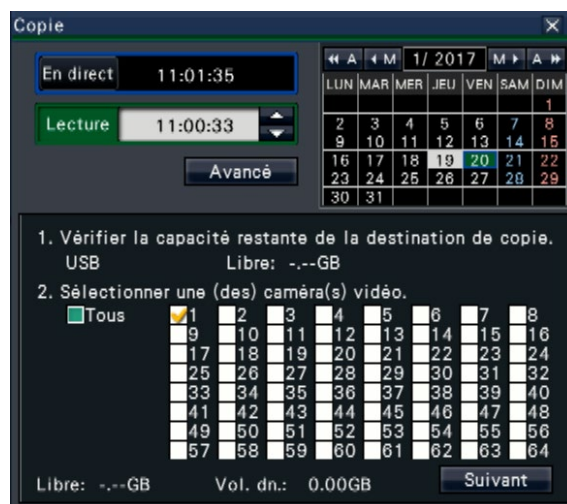 Copie
En direct 11:01:35
Lecture 11:00:33
Avancé
A M 1/ 2017 M A
LUN MAR MER JEU VEN SAM DIM
1
2 3 4 5 6 7 8
9 10 11 12 13 14 15
16 17 18 19 20 21 22
23 24 25 26 27 28 29
30 31
1. Vérifier la capacité restante de la destination de copie.
USB Libre: -.--GB
2. Sélectionner une (des) caméra(s) vidéo.
Tous 1 2 3 4 5 6 7 8
9 10 11 12 13 14 15 16
17 18 19 20 21 22 23 24
25 26 27 28 29 30 31 32
33 34 35 36 37 38 39 40
41 42 43 44 45 46 47 48
49 50 51 52 53 54 55 56
57 58 59 60 61 62 63 64
Libre: -.--GB Vol. dn.: 0.00GB Suivant